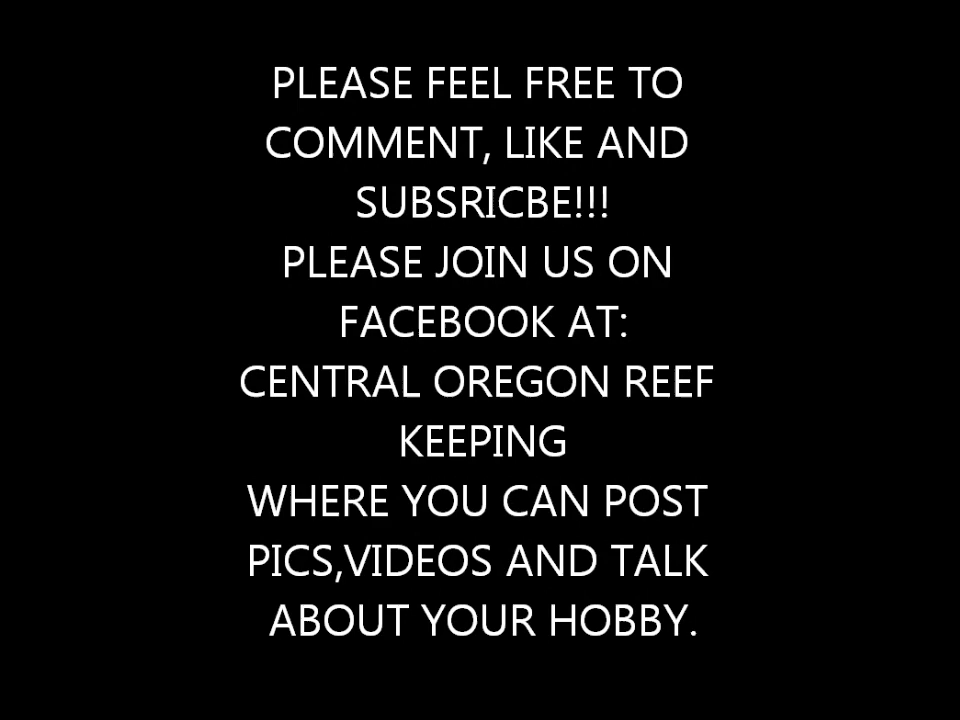 PLEASE FEEL FREE TO
COMMENT, LIKE AND
SUBSRICBE!!!
PLEASE JOIN US ON
FACEBOOK AT:
CENTRAL OREGON REEF
KEEPING
WHERE YOU CAN POST
PICS,VIDEOS AND TALK
ABOUT YOUR HOBBY.